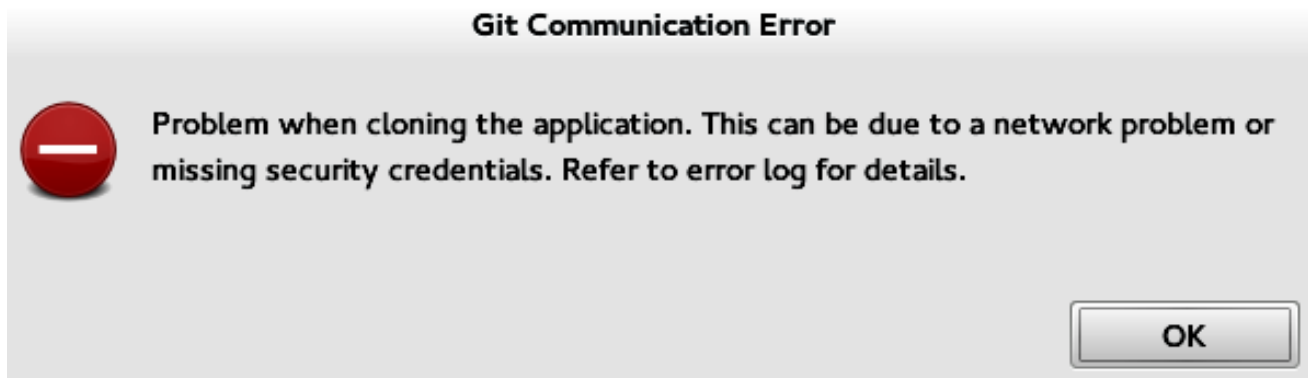 Git Communication Error
Problem when cloning the application. This can be due to a network problem or
missing security credentials. Refer to error log for details.
OK